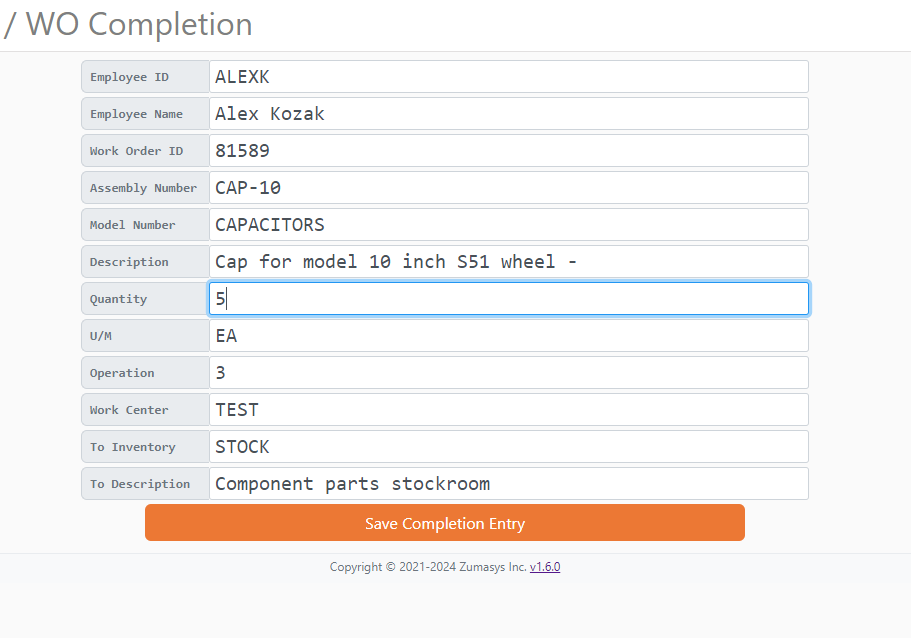 / WO Completion
Employee ID ALEXK
Employee Name Alex Kozak
Work Order ID 81589
Assembly Number CAP-10
Model Number CAPACITORS
Description Cap for model 10 inch S51 wheel -
Quantity 5
U/M EA
Operation 3
Work Center TEST
To Inventory STOCK
To Description Component parts stockroom
Save Completion Entry
Copyright © 2021-2024 Zumasys Inc. v1.6.0